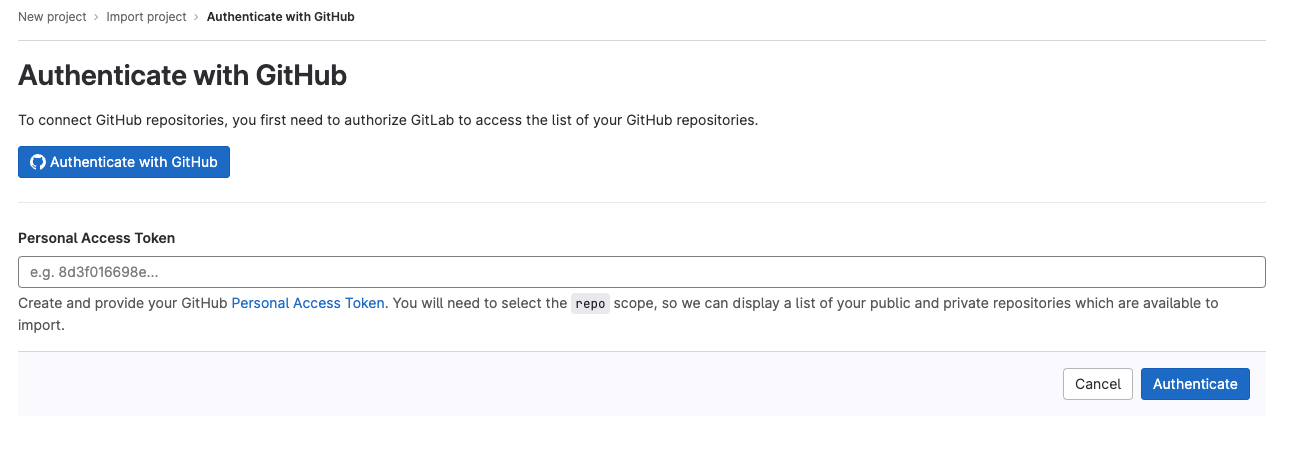 New project › Import project › Authenticate with GitHub
Authenticate with GitHub
To connect GitHub repositories, you first need to authorize GitLab to access the list of your GitHub repositories.
Authenticate with GitHub
Personal Access Token
e.g. 8d3f016698e...
Create and provide your GitHub Personal Access Token. You will need to select the repo scope, so we can display a list of your public and private repositories which are available to
import.
Cancel Authenticate